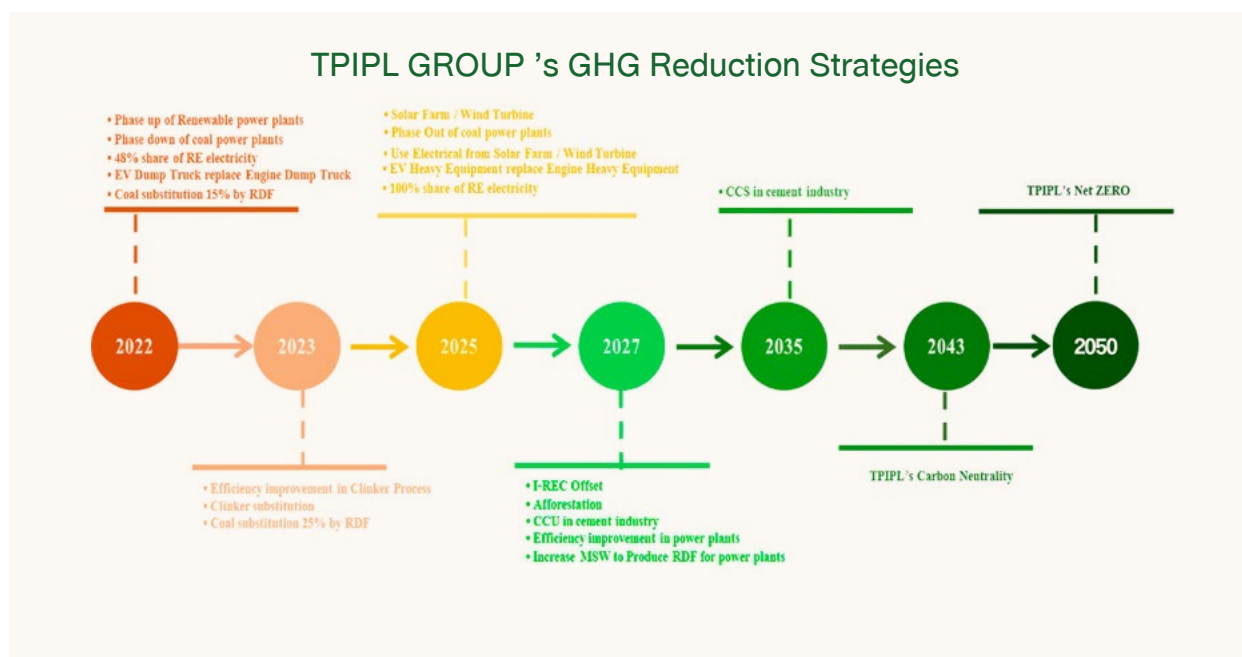 TPIPL GROUP 's GHG Reduction Strategies
• Phase up of Renewable power plants
• Phase down of coal power plants
• 48% share of RE electricity
• EV Dump Truck replace Engine Dump Truck
• Coal substitution 15% by RDF
• Solar Farm / Wind Turbine
• Phase Out of coal power plants
• Use Electrical from Solar Farm / Wind Turbine
• EV Heavy Equipment replace Engine Heavy Equipment
• 100% share of RE electricity
• CCS in cement industry
TPIPL's Net ZERO
2022
2023
2025
2027
2035
2043
2050
• Efficiency improvement in Clinker Process
• Clinker substitution
• Coal substitution 25% by RDF
• I-REC Offset
• Afforestation
• CCU in cement industry
• Efficiency improvement in power plants
• Increase MSW to Produce RDF for power plants
TPIPL's Carbon Neutrality